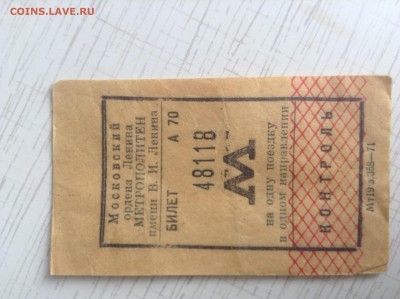 COINS.LAVE.RU
Московский
ордена Ленина
МЕТРОПОЛИТЕН
имени В. И. Ленина
БИЛЕТ А 70
48118
М
на одну поездку
в одном направлении
КОНТРОЛЬ